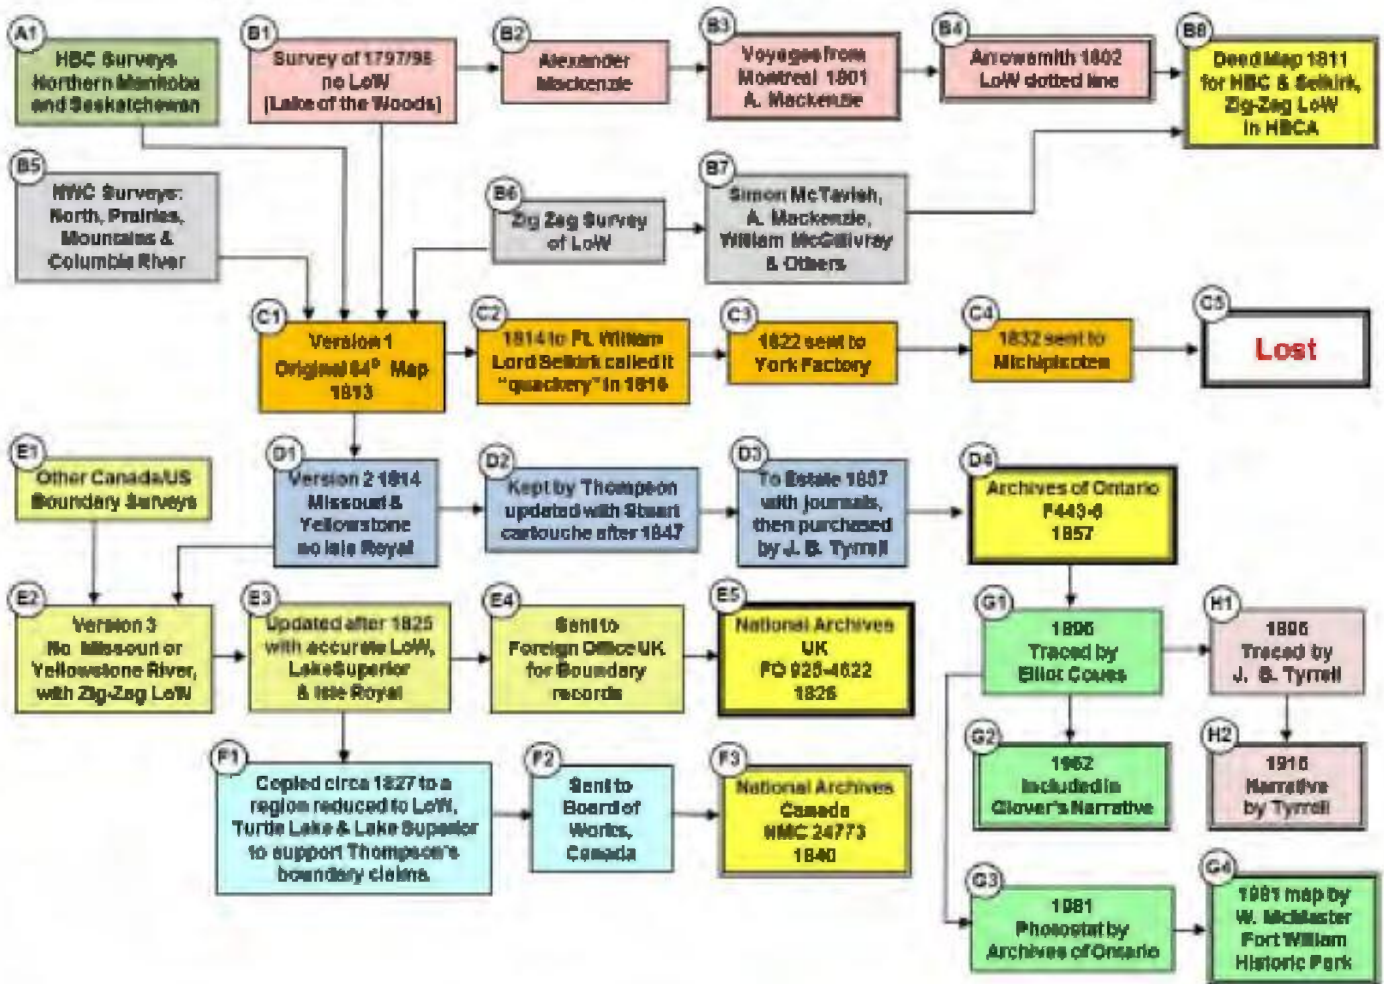 A1
HBC Surveys
Northern Manitoba
and Saskatchewan
B1
Survey of 1797/98
no LoW
(Lake of the Woods)
B2
Alexander
Mackenzie
B3
Voyages from
Montreal 1801
A. Mackenzie
B4
Arrowsmith 1802
LoW dotted line
B8
Deed Map 1811
for HBC & Selkirk,
Zig-Zag LoW
in HBCA
B5
NWC Surveys:
North, Prairies,
Mountains &
Columbia River
B6
Zig Zag Survey
of LoW
B7
Simon McTavish,
A. Mackenzie,
William McGillivray
& Others
C1
Version 1
Original 84° Map
1813
C2
1814 to Ft. William
Lord Selkirk called it
"quackery" in 1816
C3
1822 sent to
York Factory
C4
1832 sent to
Michipicoten
C5
Lost
E1
Other Canada/US
Boundary Surveys
D1
Version 2 1814
Missouri &
Yellowstone
no Isle Royal
D2
Kept by Thompson
updated with Stuart
cartouche after 1847
D3
To Estate 1857
with journals,
then purchased
by J. B. Tyrrell
D4
Archives of Ontario
F443-6
1857
E2
Version 3
No Missouri or
Yellowstone River,
with Zig-Zag LoW
E3
Updated after 1825
with accurate LoW,
Lake Superior
& Isle Royal
E4
Sent to
Foreign Office UK
for Boundary
records
E5
National Archives
UK
FO 925-4622
1826
G1
1896
Traced by
Elliot Coues
H1
1896
Traced by
J. B. Tyrrell
F1
Copied circa 1827 to a
region reduced to LoW,
Turtle Lake & Lake Superior
to support Thompson's
boundary claims.
F2
Sent to
Board of
Works,
Canada
F3
National Archives
Canada
NMC 24773
1840
G2
1962
Included in
Glover's Narrative
H2
1916
Narrative
by Tyrrell
G3
1981
Photostat by
Archives of Ontario
G4
1981 map by
W. McMaster
Fort William
Historic Park